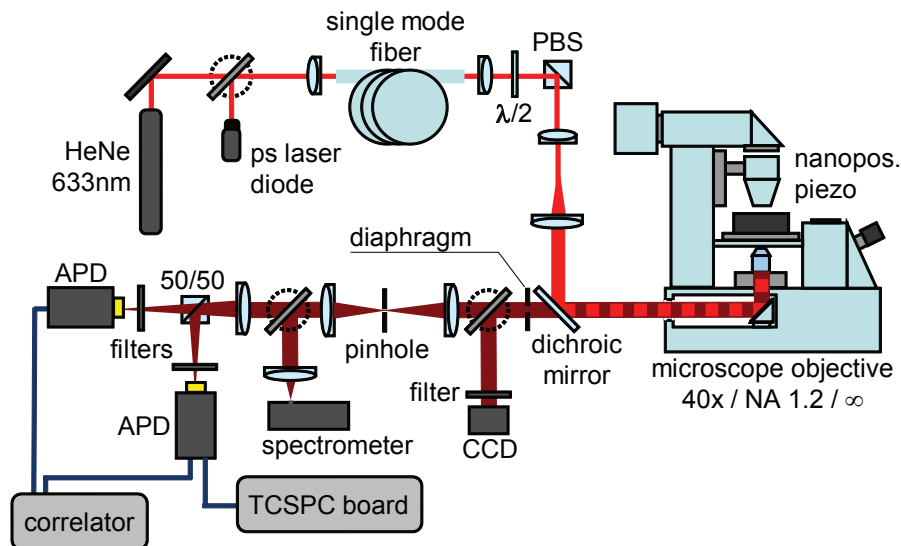 single mode
fiber
PBS
λ/2
HeNe
633nm
ps laser
diode
nanopos.
piezo
diaphragm
APD
50/50
filters
pinhole
dichroic
mirror
microscope objective
40x / NA 1.2 / ∞
filter
APD
spectrometer
CCD
TCSPC board
correlator